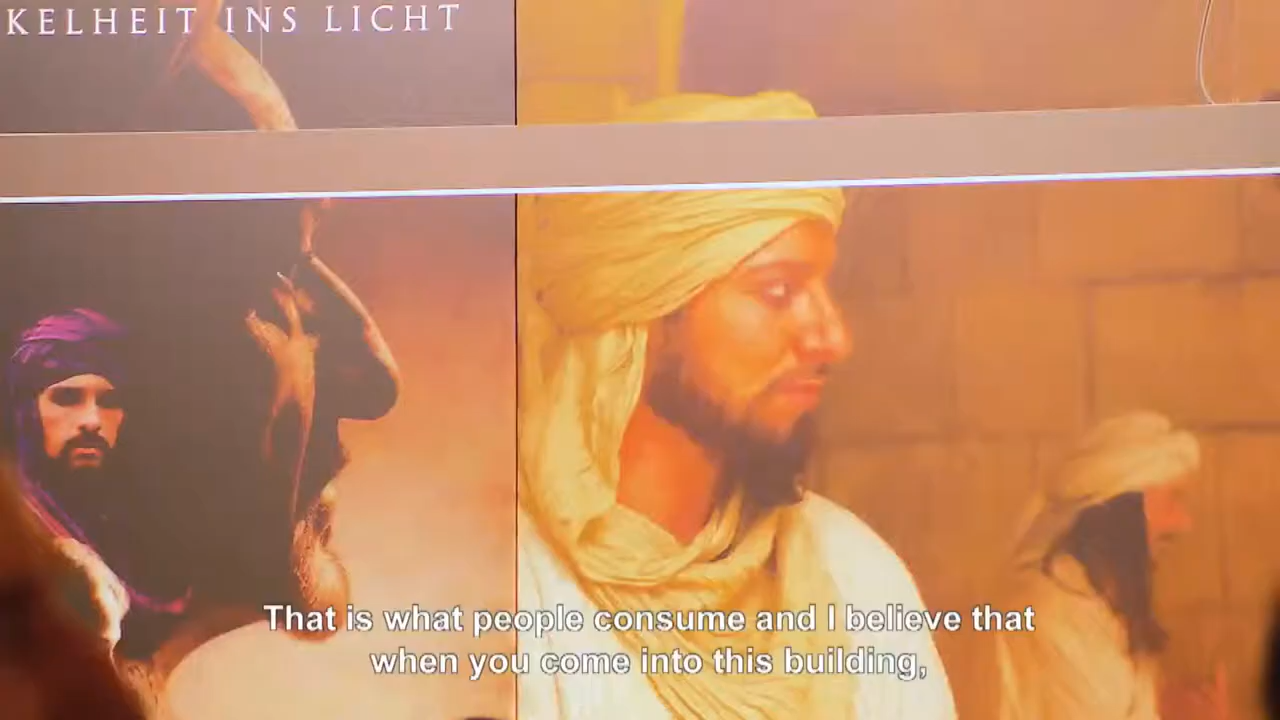 KELHEIT INS LICHT
That is what people consume and I believe that
when you come into this building,